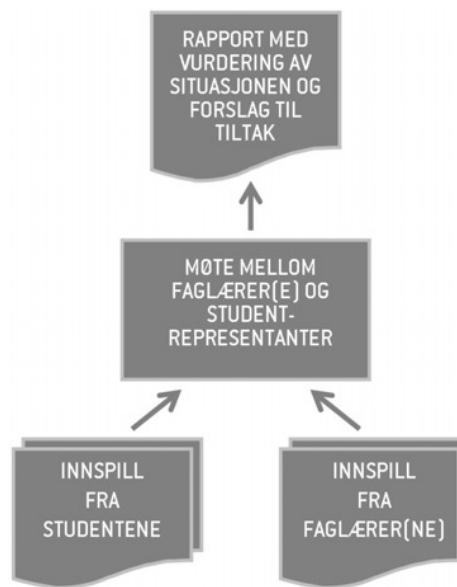 RAPPORT MED
VURDERING AV
SITUASJONEN OG
FORSLAG TIL
TILTAK
MØTE MELLOM
FAGLÆRER(E) OG
STUDENT-
REPRESENTANTER
INNSPILL
FRA
STUDENTENE
INNSPILL
FRA
FAGLÆRER(NE)